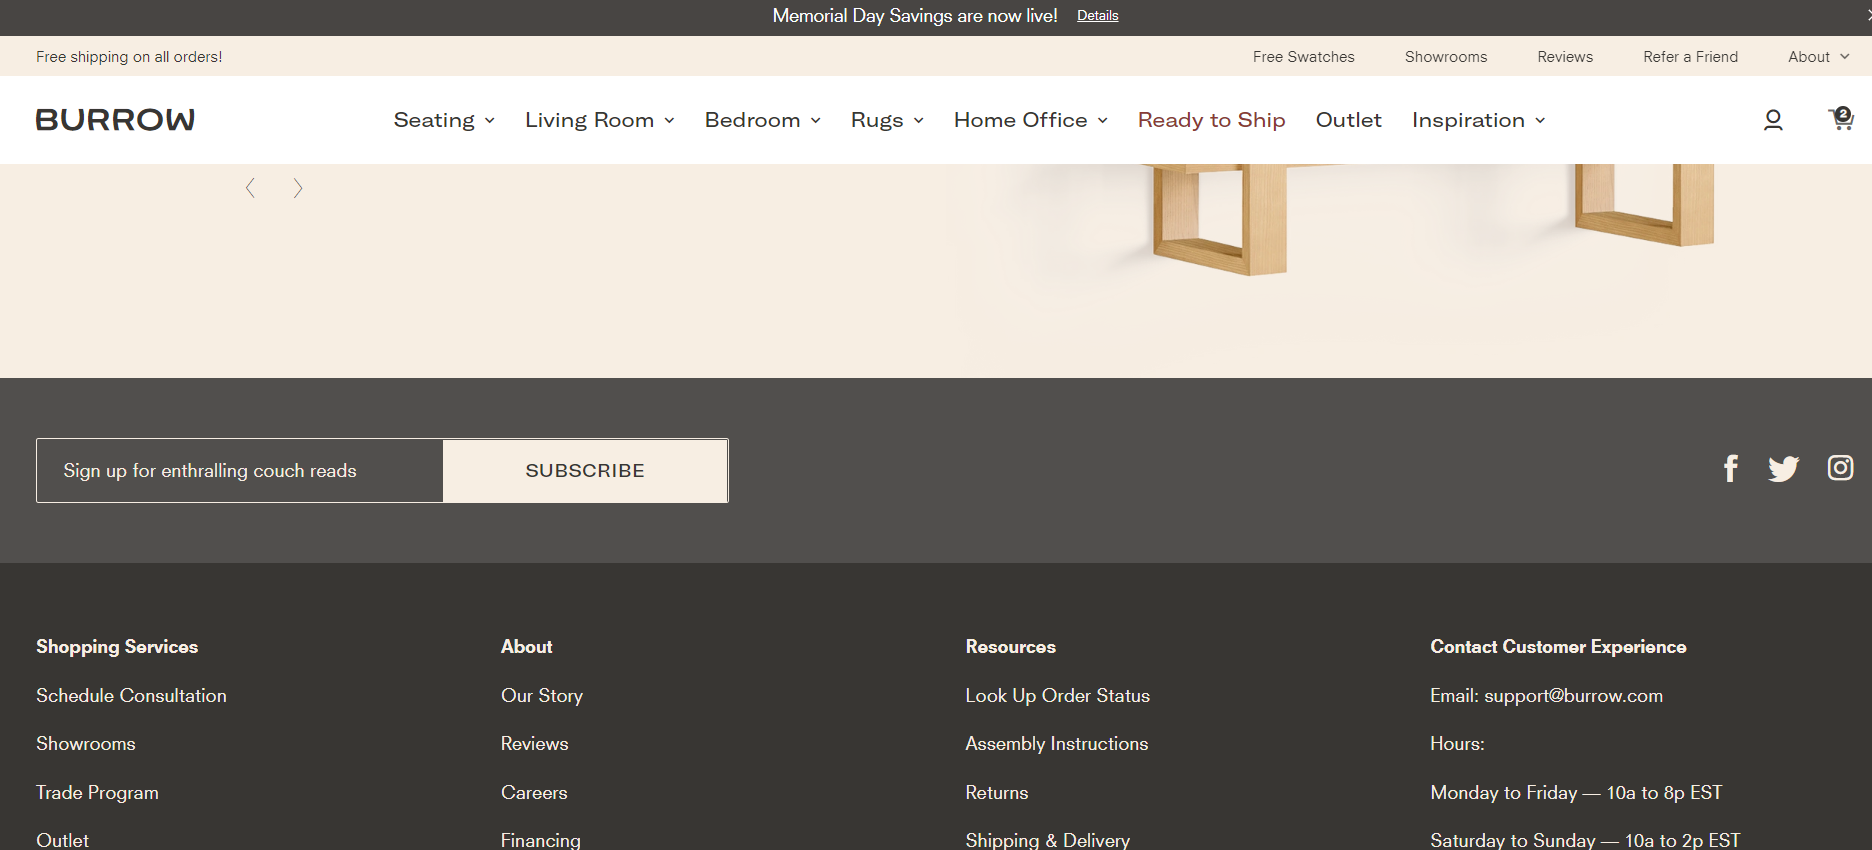 Memorial Day Savings are now live! Details
Free shipping on all orders! Free Swatches Showrooms Reviews Refer a Friend About
BURROW Seating Living Room Bedroom Rugs Home Office Ready to Ship Outlet Inspiration 2
Sign up for enthralling couch reads SUBSCRIBE
Shopping Services About Resources Contact Customer Experience
Schedule Consultation Our Story Look Up Order Status Email: support@burrow.com
Showrooms Reviews Assembly Instructions Hours:
Trade Program Careers Returns Monday to Friday — 10a to 8p EST
Outlet Financing Shipping & Delivery Saturday to Sunday — 10a to 2p EST